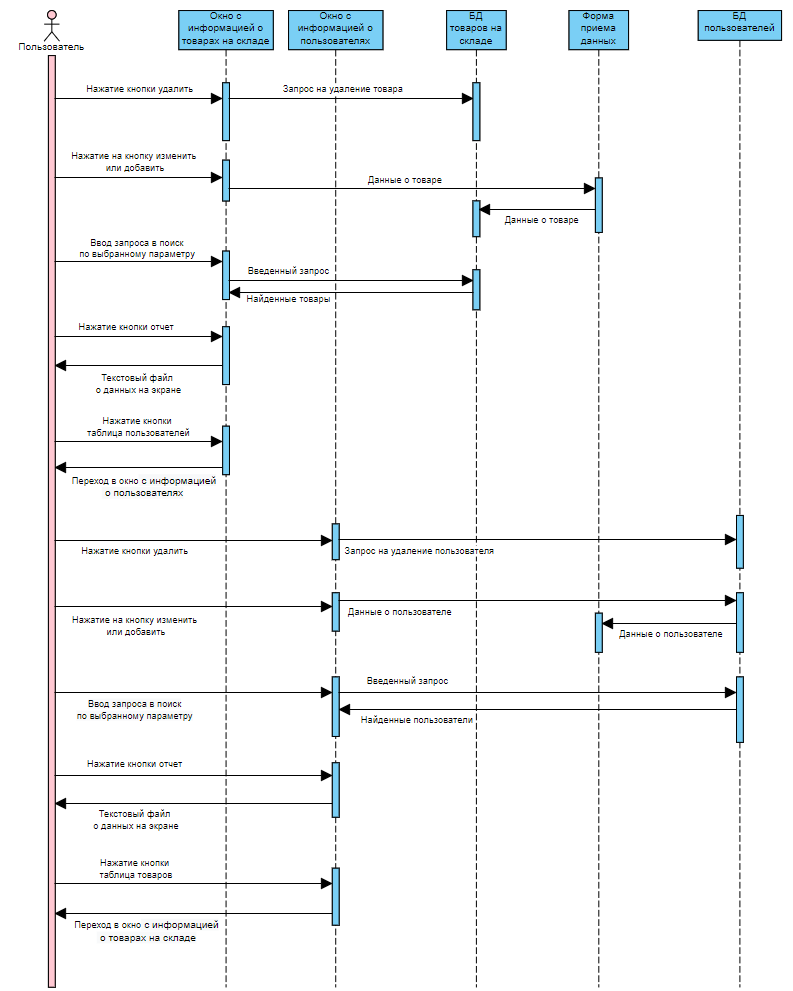 Пользователь
Окно с
информацией о
товарах на складе
Окно с
информацией о
пользователях
БД
товаров на
складе
Форма
приема
данных
БД
пользователей
Нажатие кнопки удалить
Запрос на удаление товара
Нажатие на кнопку изменить
или добавить
Данные о товаре
Данные о товаре
Ввод запроса в поиск
по выбранному параметру
Введенный запрос
Найденные товары
Нажатие кнопки отчет
Текстовый файл
о данных на экране
Нажатие кнопки
таблица пользователей
Переход в окно с информацией
о пользователях
Нажатие кнопки удалить
Запрос на удаление пользователя
Нажатие на кнопку изменить
или добавить
Данные о пользователе
Данные о пользователе
Ввод запроса в поиск
по выбранному параметру
Введенный запрос
Найденные пользователи
Нажатие кнопки отчет
Текстовый файл
о данных на экране
Нажатие кнопки
таблица товаров
Переход в окно с информацией
о товарах на складе